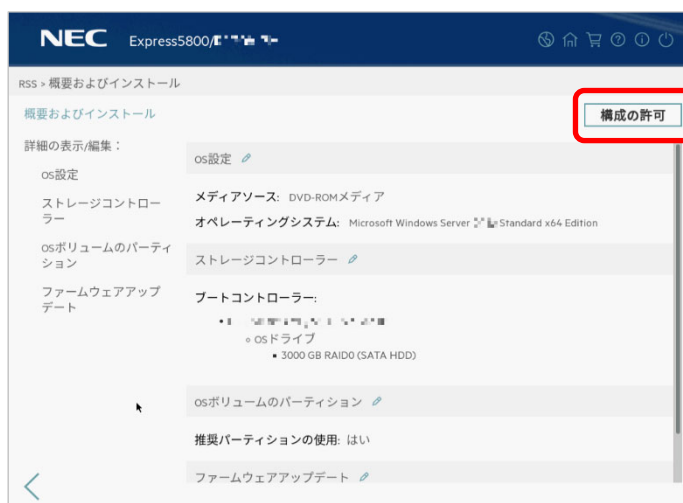 NEC Express5800/
RSS > 概要およびインストール
概要およびインストール
構成の許可
詳細の表示/編集：
OS設定
ストレージコントロー
ラー
OSボリュームのパーティ
ション
ファームウェアアップ
デート
OS設定
メディアソース: DVD-ROMメディア
オペレーティングシステム: Microsoft Windows Server Standard x64 Edition
ストレージコントローラー
ブートコントローラー:
OSドライブ
3000 GB RAID0 (SATA HDD)
OSボリュームのパーティション
推奨パーティションの使用: はい
ファームウェアアップデート